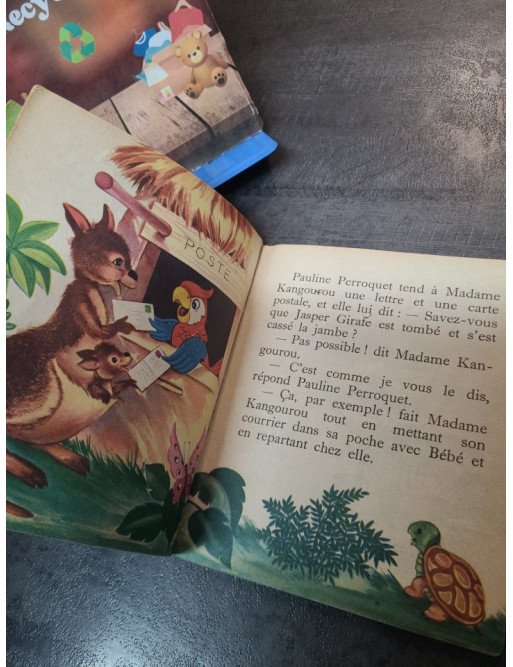 POSTE
Pauline Perroquet tend à Madame
Kangourou une lettre et une carte
postale, et elle lui dit : — Savez-vous
que Jasper Girafe est tombé et s'est
cassé la jambe ?
— Pas possible ! dit Madame Kan-
gourou.
— C'est comme je vous le dis,
répond Pauline Perroquet.
— Ça, par exemple ! fait Madame
Kangourou tout en mettant son
courrier dans sa poche avec Bébé et
en repartant chez elle.